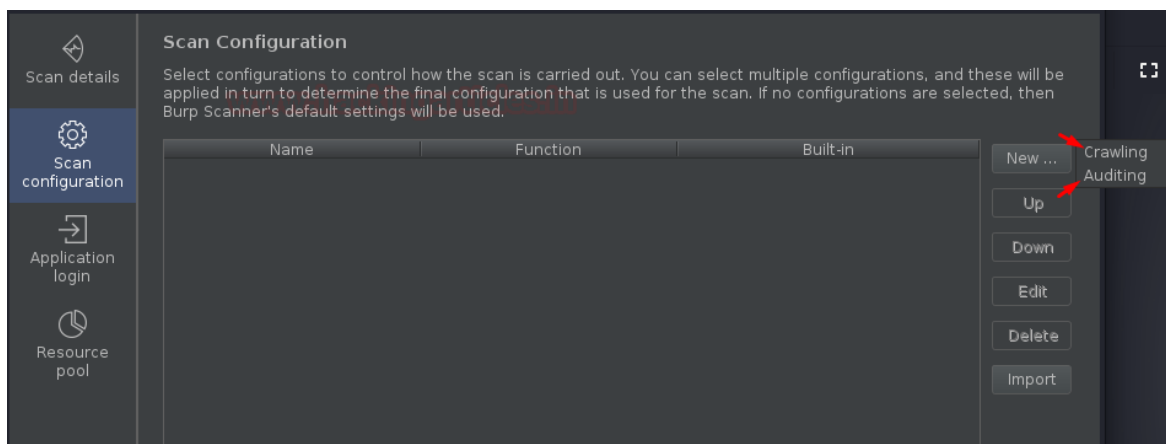 Scan details
Scan
configuration
Application
login
Resource
pool
Scan Configuration
Select configurations to control how the scan is carried out. You can select multiple configurations, and these will be
applied in turn to determine the final configuration that is used for the scan. If no configurations are selected, then
Burp Scanner's default settings will be used.
Name Function Built-in
New ...
Crawling
Auditing
Up
Down
Edit
Delete
Import